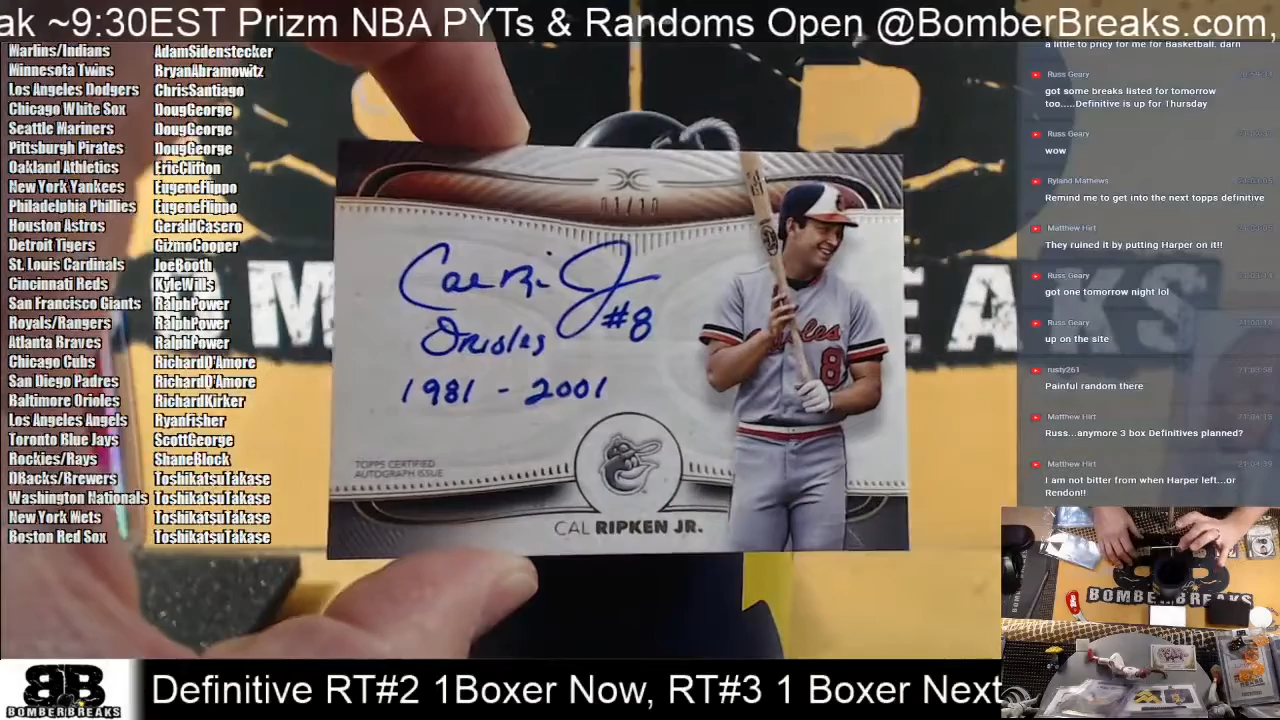 ak ~9:30EST Prizm NBA PYTs & Randoms Open @BomberBreaks.com,
Marlins/Indians AdamSidenstecker
Minnesota Twins BryanAbramowitz
Los Angeles Dodgers ChrisSantiago
Chicago White Sox DougGeorge
Seattle Mariners DougGeorge
Pittsburgh Pirates DougGeorge
Oakland Athletics EricClifton
New York Yankees EugeneFlippo
Philadelphia Phillies EugeneFlippo
Houston Astros GeraldCasero
Detroit Tigers GizmoCooper
St. Louis Cardinals JoeBooth
Cincinnati Reds KyleWills
San Francisco Giants RalphPower
Royals/Rangers RalphPower
Atlanta Braves RalphPower
Chicago Cubs RichardD'Amore
San Diego Padres RichardD'Amore
Baltimore Orioles RichardKirker
Los Angeles Angels RyanFisher
Toronto Blue Jays ScottGeorge
Rockies/Rays ShaneBlock
DBacks/Brewers ToshikatsuTakase
Washington Nationals ToshikatsuTakase
New York Mets ToshikatsuTakase
Boston Red Sox ToshikatsuTakase
01/10
Cal Ripken Jr
#8
Orioles
1981 - 2001
Orioles
8
TOPPS CERTIFIED
AUTOGRAPH ISSUE
CAL RIPKEN JR.
a little to pricy for me for Basketball. darn
Russ Geary
got some breaks listed for tomorrow
too.....Definitive is up for Thursday
Russ Geary
wow
Ryland Mathews
Remind me to get into the next topps definitive
Matthew Hirt
They ruined it by putting Harper on it!!
Russ Geary
got one tomorrow night lol
Russ Geary
up on the site
rusty261
Painful random there
Matthew Hirt
Russ...anymore 3 box Definitives planned?
Matthew Hirt
I am not bitter from when Harper left...or
Rendon!!
BOMBERBREAKS
BB
BOMBERBREAKS
Definitive RT#2 1Boxer Now, RT#3 1 Boxer Next